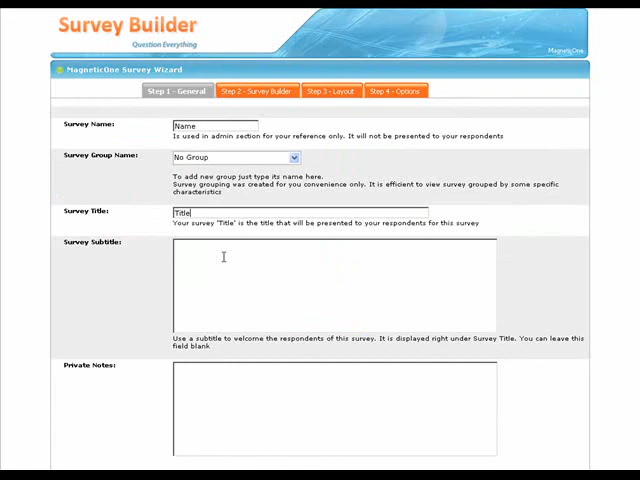 Survey Builder
Question Everything
MagneticOne
MagneticOne Survey Wizard
Step 1 - General Step 2 - Survey Builder Step 3 - Layout Step 4 - Options
Survey Name: Name
Is used in admin section for your reference only. It will not be presented to your respondents
Survey Group Name: No Group
To add new group just type its name here.
Survey grouping was created for you convenience only. It is efficient to view survey grouped by some specific
characteristics
Survey Title: Title
Your survey 'Title' is the title that will be presented to your respondents for this survey
Survey Subtitle:
Use a subtitle to welcome the respondents of this survey. It is displayed right under Survey Title. You can leave this
field blank
Private Notes: